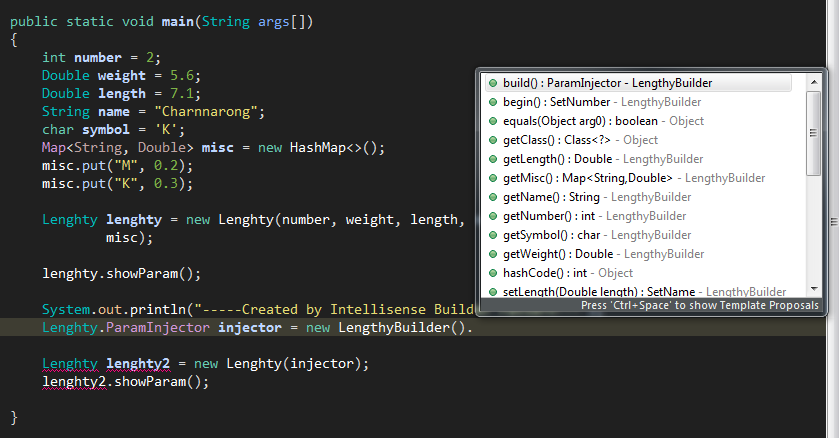 public static void main(String args[])
{
int number = 2;
Double weight = 5.6;
Double length = 7.1;
String name = "Charnnarong";
char symbol = 'K';
Map<String, Double> misc = new HashMap<>();
misc.put("M", 0.2);
misc.put("K", 0.3);
Lenghty lenghty = new Lenghty(number, weight, length,
misc);
lenghty.showParam();
System.out.println("-----Created by Intellisense Build
Lenghty.ParamInjector injector = new LengthyBuilder().
Lenghty lenghty2 = new Lenghty(injector);
lenghty2.showParam();
}
build() : ParamInjector - LengthyBuilder
begin() : SetNumber - LengthyBuilder
equals(Object arg0) : boolean - Object
getClass() : Class<?> - Object
getLength() : Double - LengthyBuilder
getMisc() : Map<String,Double> - LengthyBuilder
getName() : String - LengthyBuilder
getNumber() : int - LengthyBuilder
getSymbol() : char - LengthyBuilder
getWeight() : Double - LengthyBuilder
hashCode() : int - Object
setLength(Double length) : SetName - LengthyBuilder
Press 'Ctrl+Space' to show Template Proposals